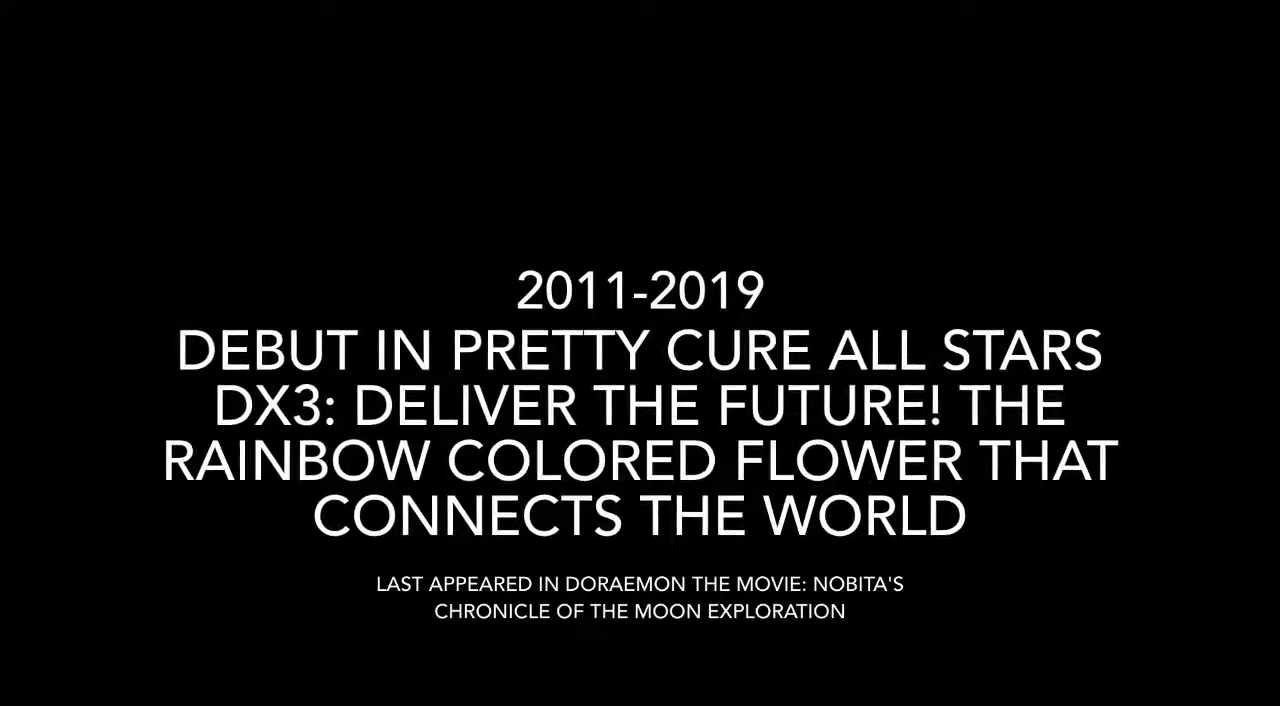 2011-2019
DEBUT IN PRETTY CURE ALL STARS
DX3: DELIVER THE FUTURE! THE
RAINBOW COLORED FLOWER THAT
CONNECTS THE WORLD
LAST APPEARED IN DORAEMON THE MOVIE: NOBITA'S
CHRONICLE OF THE MOON EXPLORATION